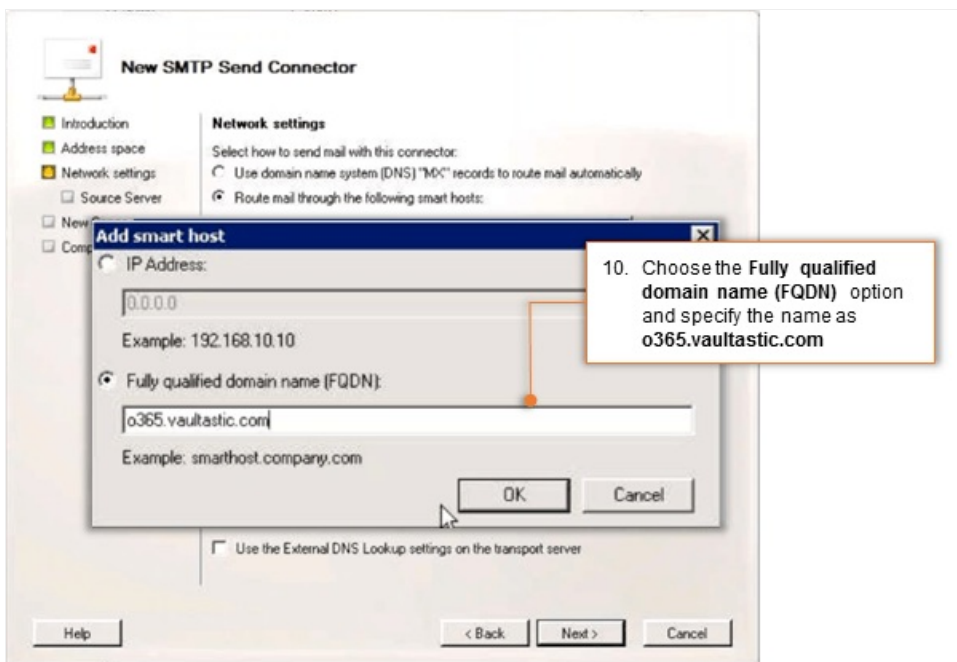 New SMTP Send Connector
Introduction
Address space
Network settings
Source Server
New
Comp
Network settings
Select how to send mail with this connector:
Use domain name system (DNS) "MX" records to route mail automatically
Route mail through the following smart hosts:
Add smart host
IP Address:
0.0.0.0
Example: 192.168.10.10
Fully qualified domain name (FQDN):
o365.vaultastic.com
Example: smarthost.company.com
OK
Cancel
10. Choose the Fully qualified
domain name (FQDN) option
and specify the name as
o365.vaultastic.com
Use the External DNS Lookup settings on the transport server
Help
< Back
Next >
Cancel